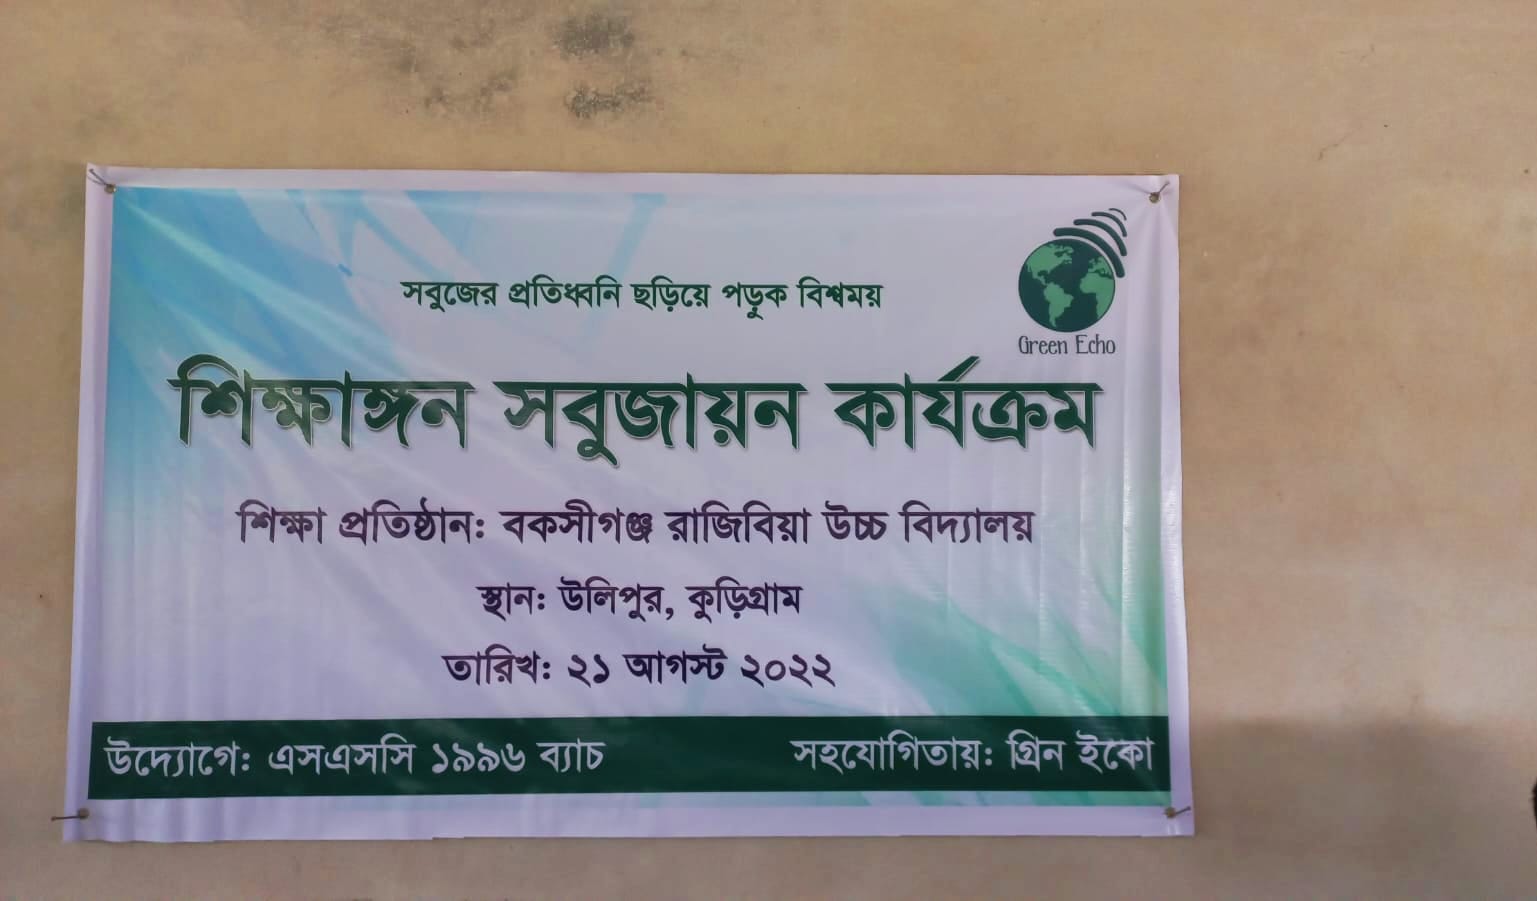 সবুজের প্রতিধ্বনি ছড়িয়ে পড়ুক বিশ্বময়
Green Echo
শিক্ষাঙ্গন সবুজায়ন কার্যক্রম
শিক্ষা প্রতিষ্ঠান: বকসীগঞ্জ রাজিবিয়া উচ্চ বিদ্যালয়
স্থান: উলিপুর, কুড়িগ্রাম
তারিখ: ২১ আগস্ট ২০২২
উদ্যোগে: এসএসসি ১৯৯৬ ব্যাচ
সহযোগিতায়: গ্রিন ইকো